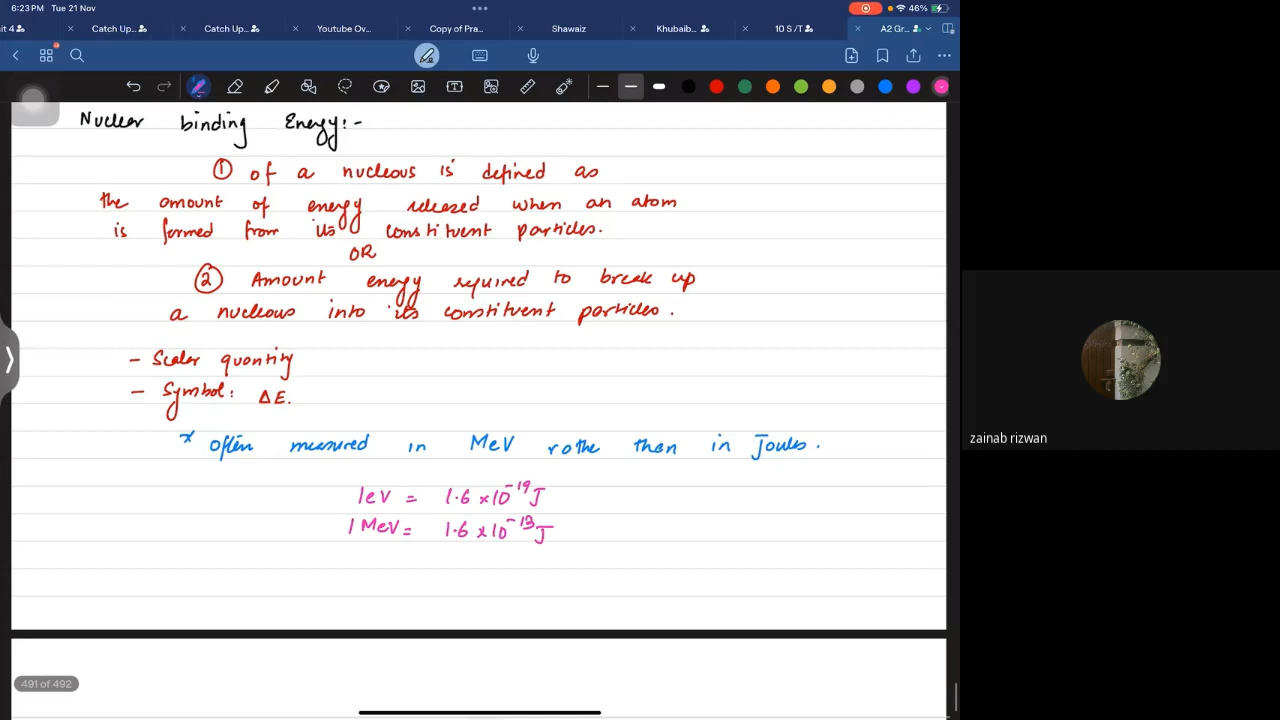 6:23 PM Tue 21 Nov
46%
it 4
Catch Up...
Catch Up...
Youtube Ov...
Copy of Pra...
Shawaiz
Khubaib...
10 S /T
A2 Gr...
Nuclear binding Energy:-
① of a nucleous is defined as
the amount of energy released when an atom
is formed from its constituent particles.
OR
② Amount energy required to break up
a nucleous into its constituent particles.
- Scaler quantity
- Symbol: ΔE.
* often measured in MeV rathe than in Joules.
1eV = 1.6 × 10⁻¹⁹ J
1 MeV = 1.6 × 10⁻¹³ J
491 of 492
zainab rizwan